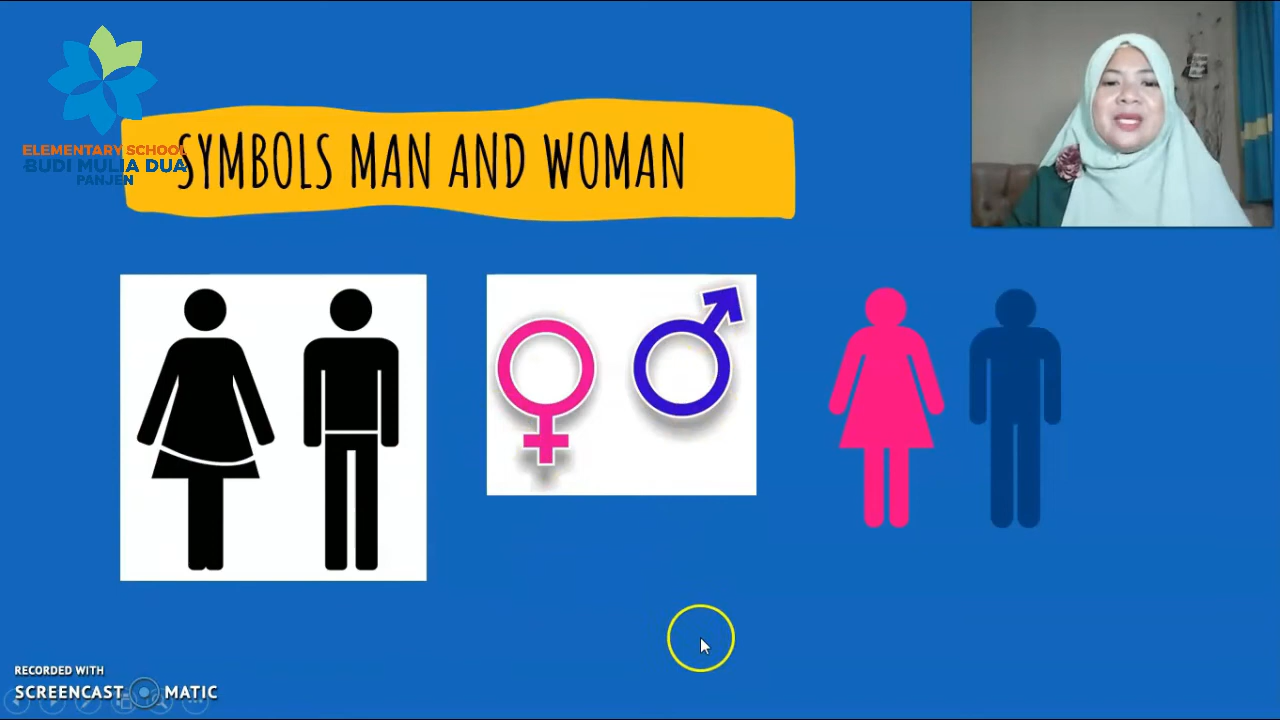 SYMBOLS MAN AND WOMAN
ELEMENTARY SCHOOL
BUDI MULIA DUA
PANJEN
RECORDED WITH
SCREENCAST MATIC